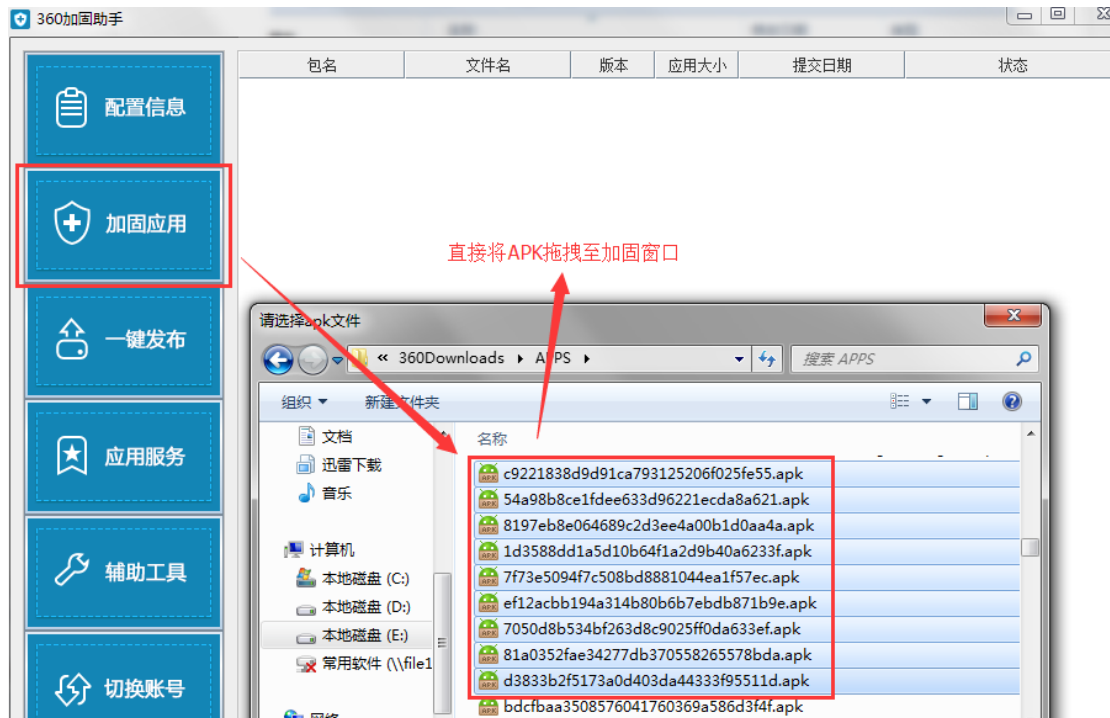 360加固助手
包名 文件名 版本 应用大小 提交日期 状态
配置信息
加固应用
直接将APK拖拽至加固窗口
一键发布
应用服务
辅助工具
切换账号
请选择apk文件
« 360Downloads APPS
搜索 APPS
组织 新建文件夹
文档
迅雷下载
音乐
计算机
本地磁盘 (C:)
本地磁盘 (D:)
本地磁盘 (E:)
常用软件 (\\file1
网络
名称
c9221838d9d91ca793125206f025fe55.apk
54a98b8ce1fdee633d96221ecda8a621.apk
8197eb8e064689c2d3ee4a00b1d0aa4a.apk
1d3588dd1a5d10b64f1a2d9b40a6233f.apk
7f73e5094f7c508bd8881044ea1f57ec.apk
ef12acbb194a314b80b6b7ebdb871b9e.apk
7050d8b534bf263d8c9025ff0da633ef.apk
81a0352fae34277db370558265578bda.apk
d3833b2f5173a0d403da44333f95511d.apk
bdcfbaa3508576041760369a586d3f4f.apk